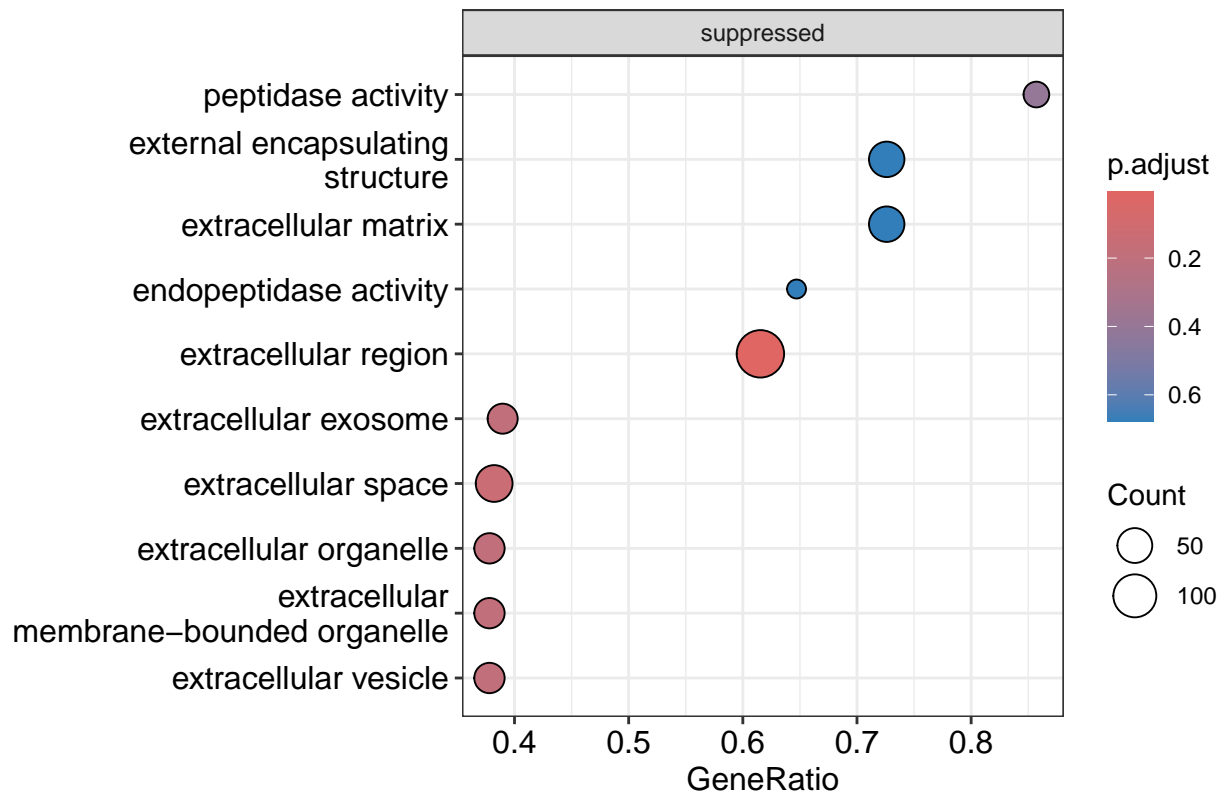 suppressed
peptidase activity
external encapsulating
structure
extracellular matrix
endopeptidase activity
extracellular region
extracellular exosome
extracellular space
extracellular organelle
extracellular
membrane−bounded organelle
extracellular vesicle
0.4 0.5 0.6 0.7 0.8
GeneRatio
p.adjust
0.2
0.4
0.6
Count
50
100